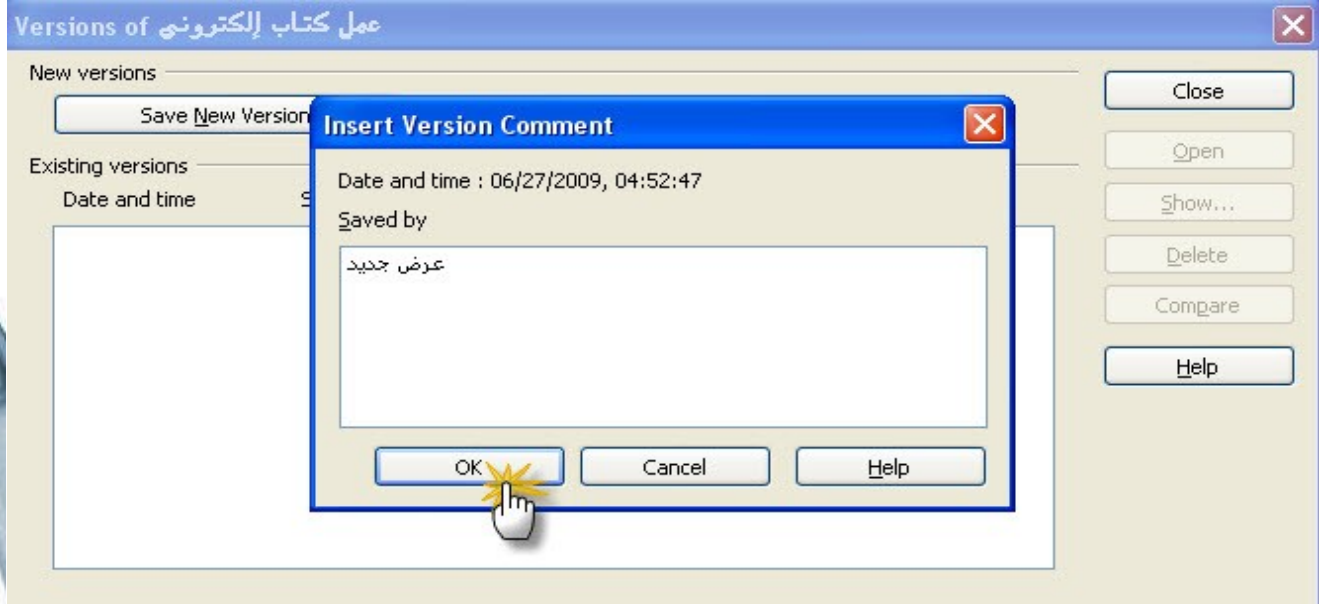 Versions of عمل كتاب إلكتروني
New versions
Save New Version
Existing versions
Date and time
Insert Version Comment
Date and time : 06/27/2009, 04:52:47
Saved by
عرض جديد
OK
Cancel
Help
Close
Open
Show...
Delete
Compare
Help